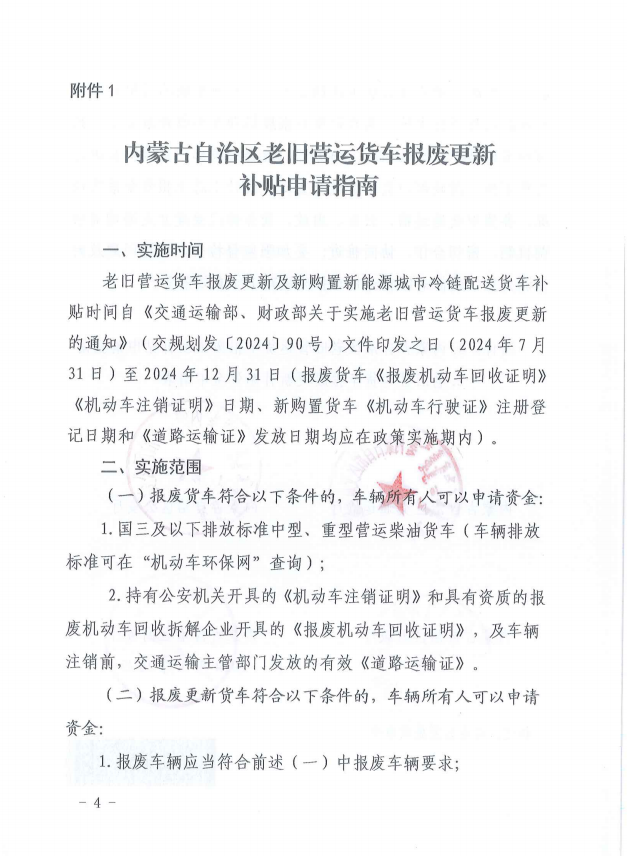 附件1
内蒙古自治区老旧营运货车报废更新
补贴申请指南
一、实施时间
老旧营运货车报废更新及新购置新能源城市冷链配送货车补
贴时间自《交通运输部、财政部关于实施老旧营运货车报废更新
的通知》（交规划发〔2024〕90号）文件印发之日（2024年7月
31日）至2024年12月31日（报废货车《报废机动车回收证明》
《机动车注销证明》日期、新购置货车《机动车行驶证》注册登
记日期和《道路运输证》发放日期均应在政策实施期内）。
二、实施范围
（一）报废货车符合以下条件的，车辆所有人可以申请资金：
1.国三及以下排放标准中型、重型营运柴油货车（车辆排放
标准可在“机动车环保网”查询）；
2.持有公安机关开具的《机动车注销证明》和具有资质的报
废机动车回收拆解企业开具的《报废机动车回收证明》，及车辆
注销前，交通运输主管部门发放的有效《道路运输证》。
（二）报废更新货车符合以下条件的，车辆所有人可以申请
资金：
1.报废车辆应当符合前述（一）中报废车辆要求；
- 4 -